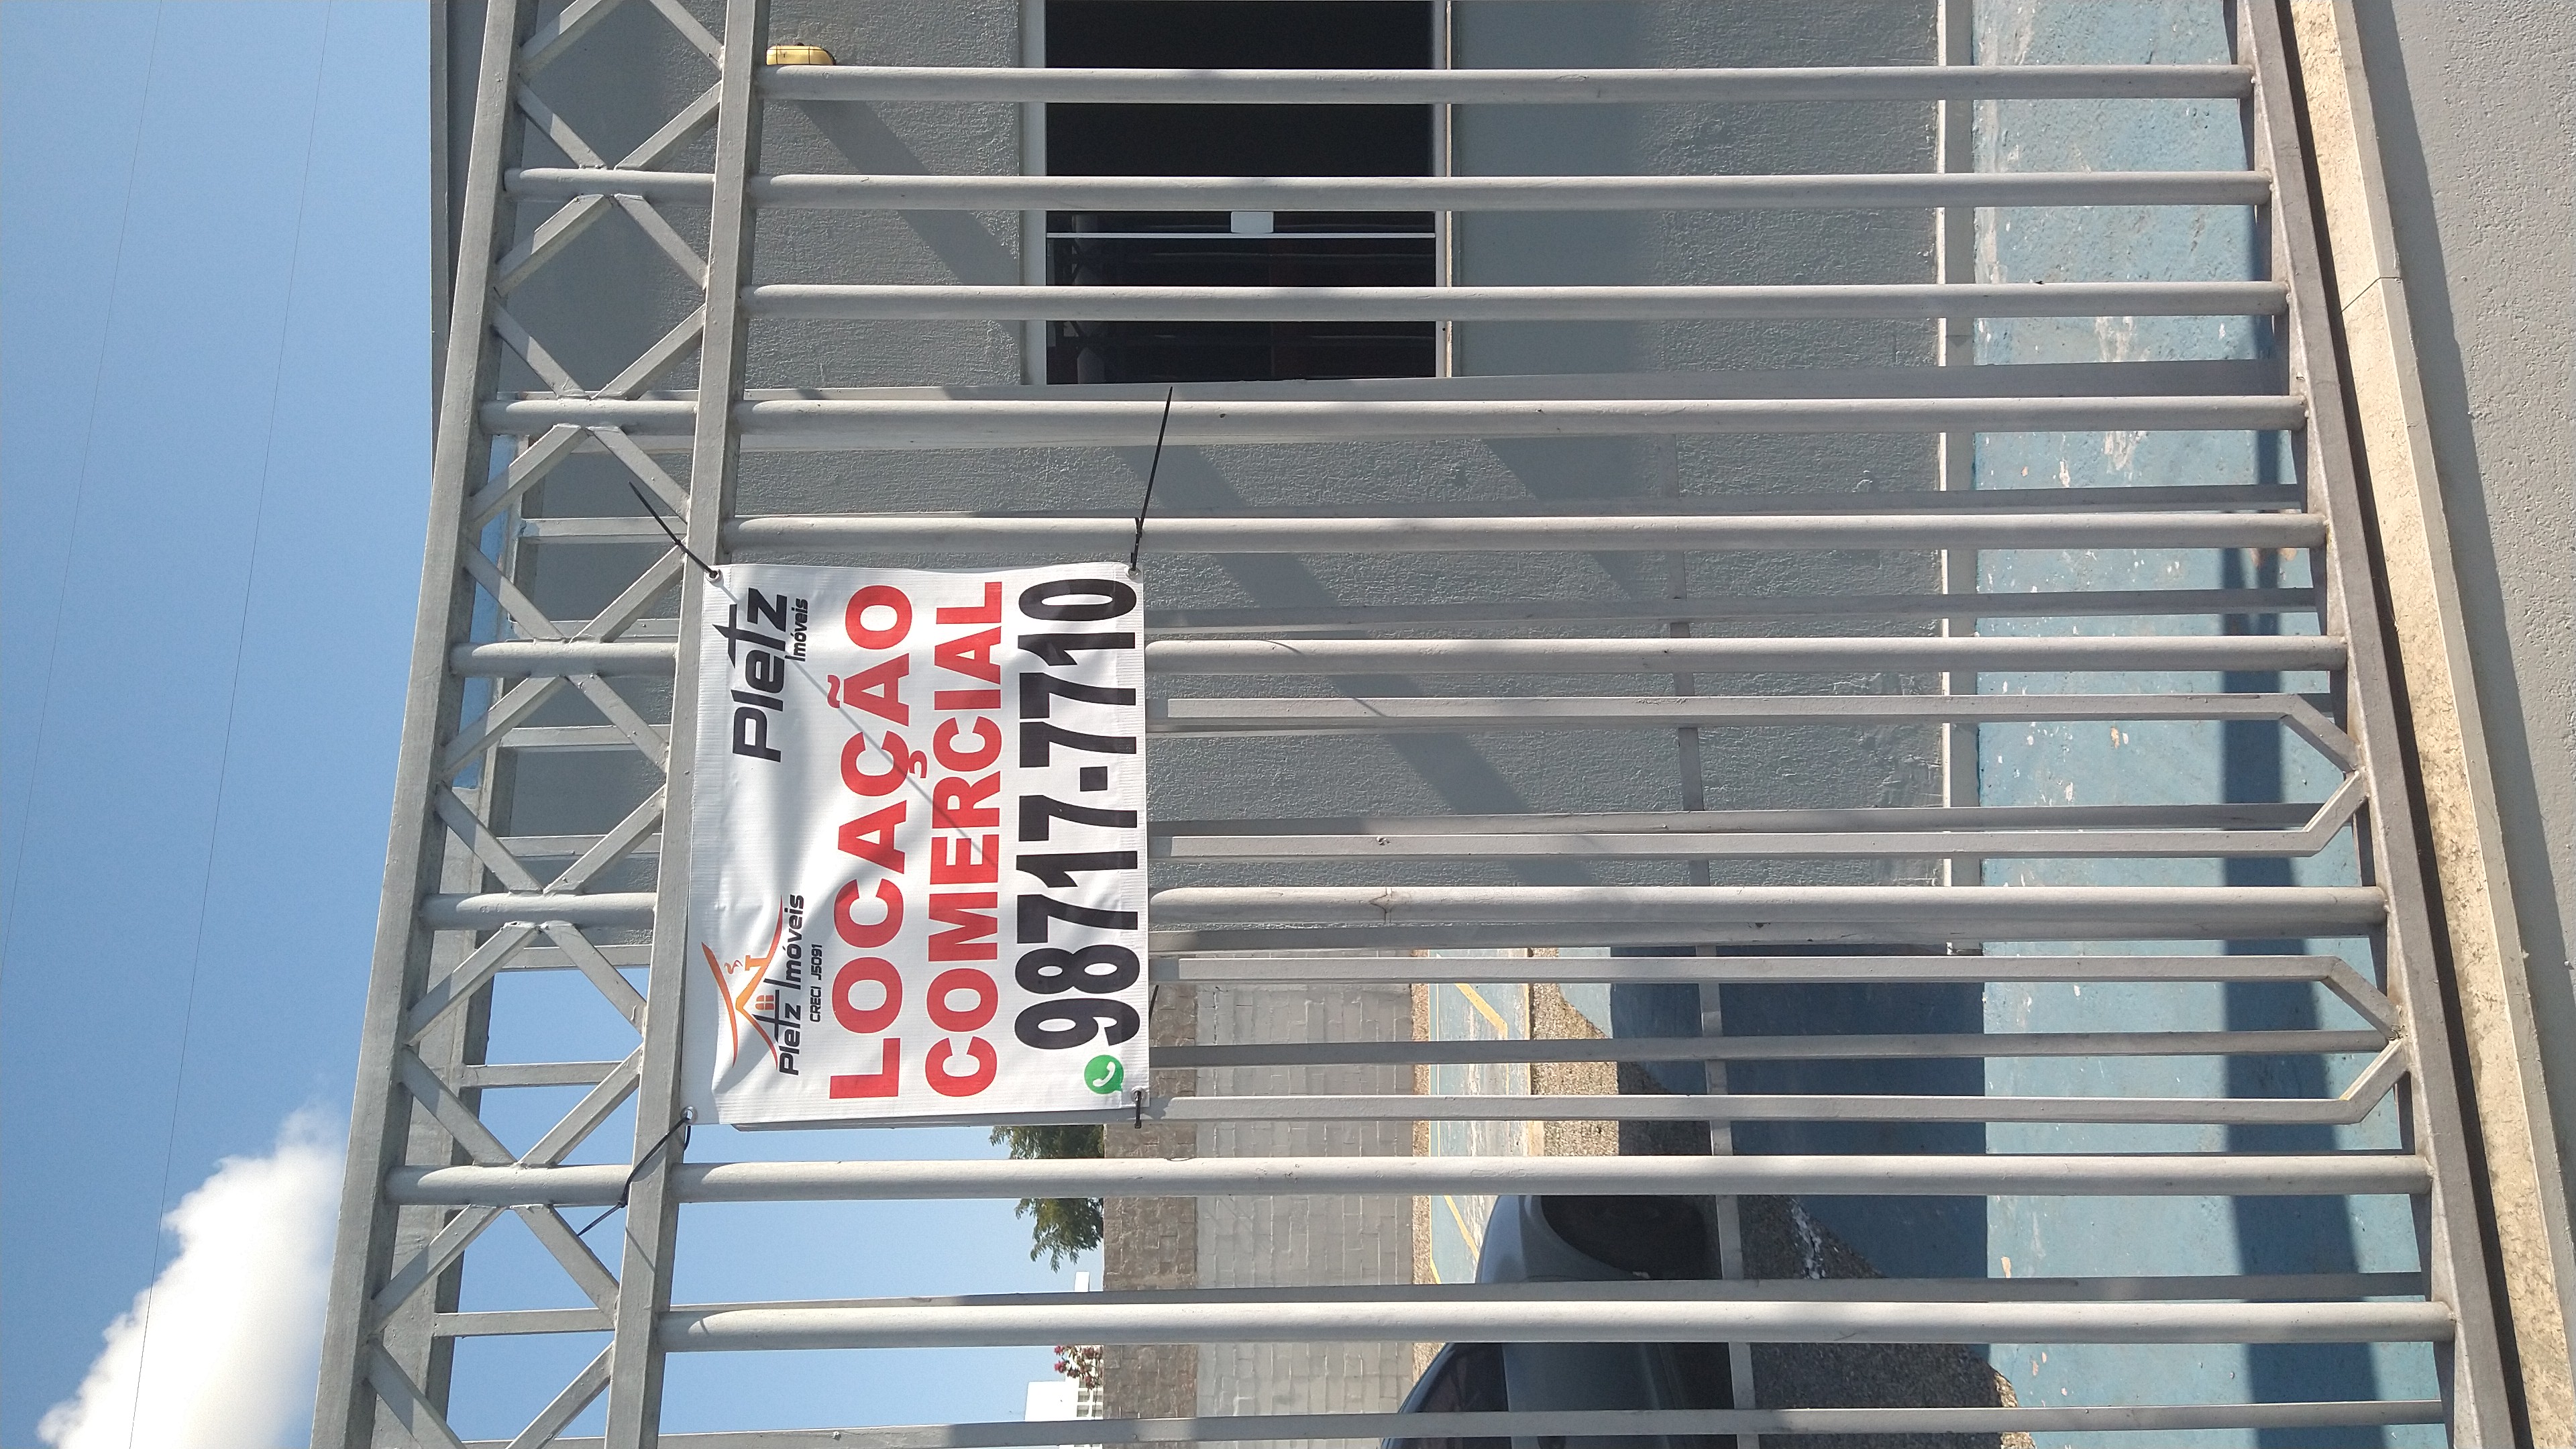 Pletz Imóveis
CRECI J5091
Pletz
Imóveis
LOCAÇÃO
COMERCIAL
98717-7710